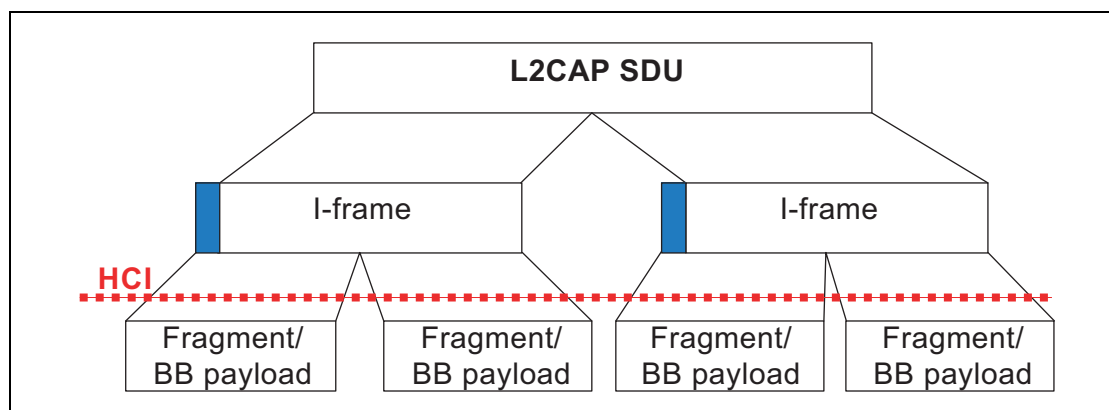 L2CAP SDU
I-frame
I-frame
HCI
Fragment/
BB payload
Fragment/
BB payload
Fragment/
BB payload
Fragment/
BB payload